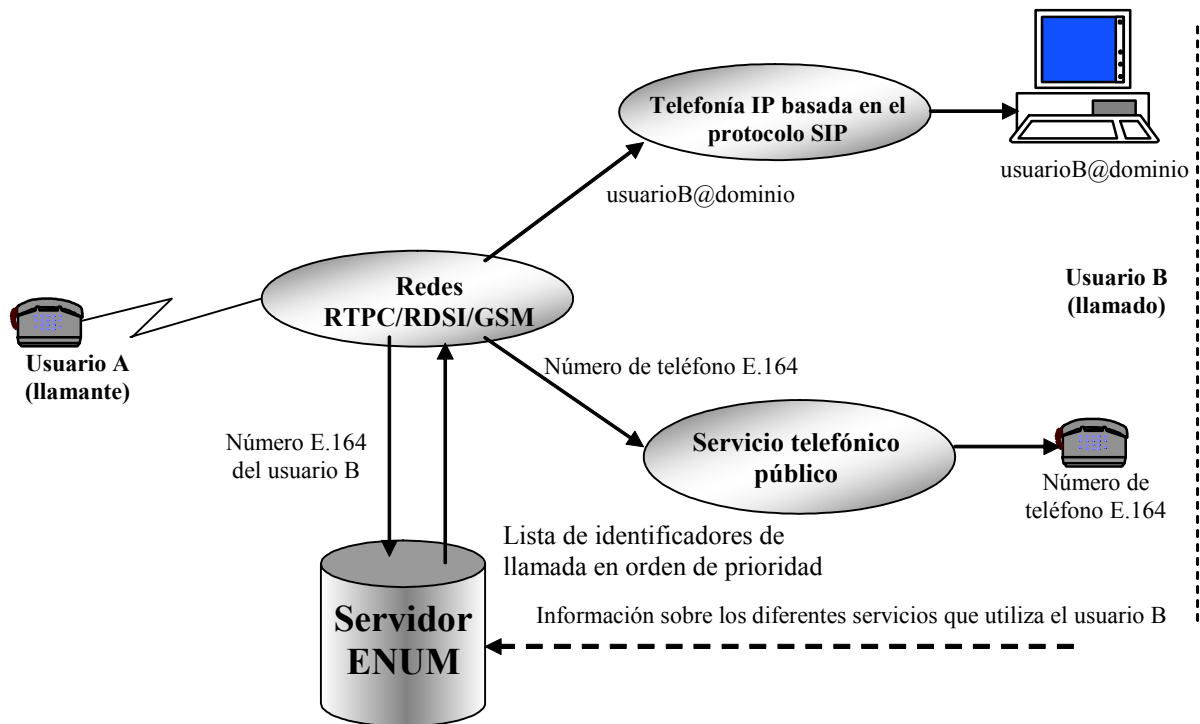 Telefonía IP basada en el
protocolo SIP
usuarioB@dominio
usuarioB@dominio
Redes
RTPC/RDSI/GSM
Usuario B
(llamado)
Usuario A
(llamante)
Número de teléfono E.164
Número E.164
del usuario B
Servicio telefónico
público
Número de
teléfono E.164
Lista de identificadores de
llamada en orden de prioridad
Servidor
ENUM
Información sobre los diferentes servicios que utiliza el usuario B